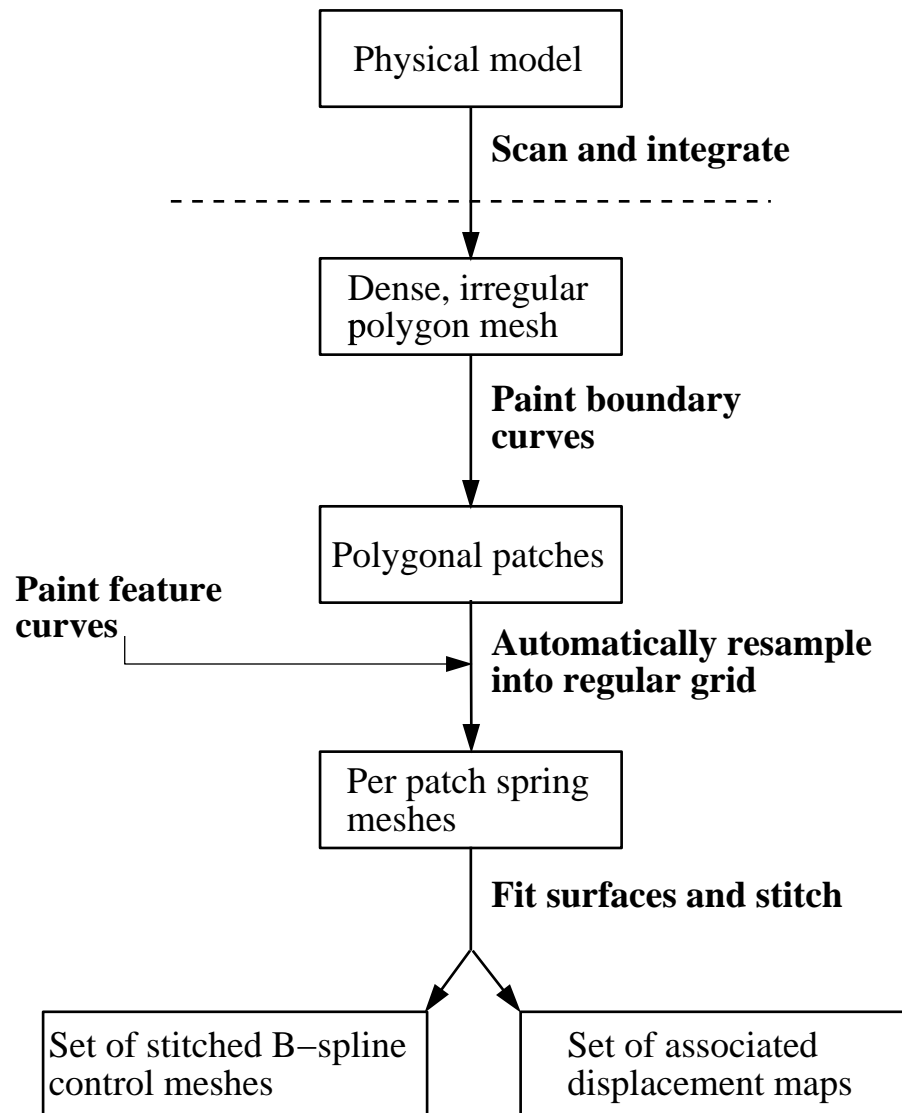 Physical model
Scan and integrate
Dense, irregular
polygon mesh
Paint boundary
curves
Polygonal patches
Paint feature
curves
Automatically resample
into regular grid
Per patch spring
meshes
Fit surfaces and stitch
Set of stitched B−spline
control meshes
Set of associated
displacement maps